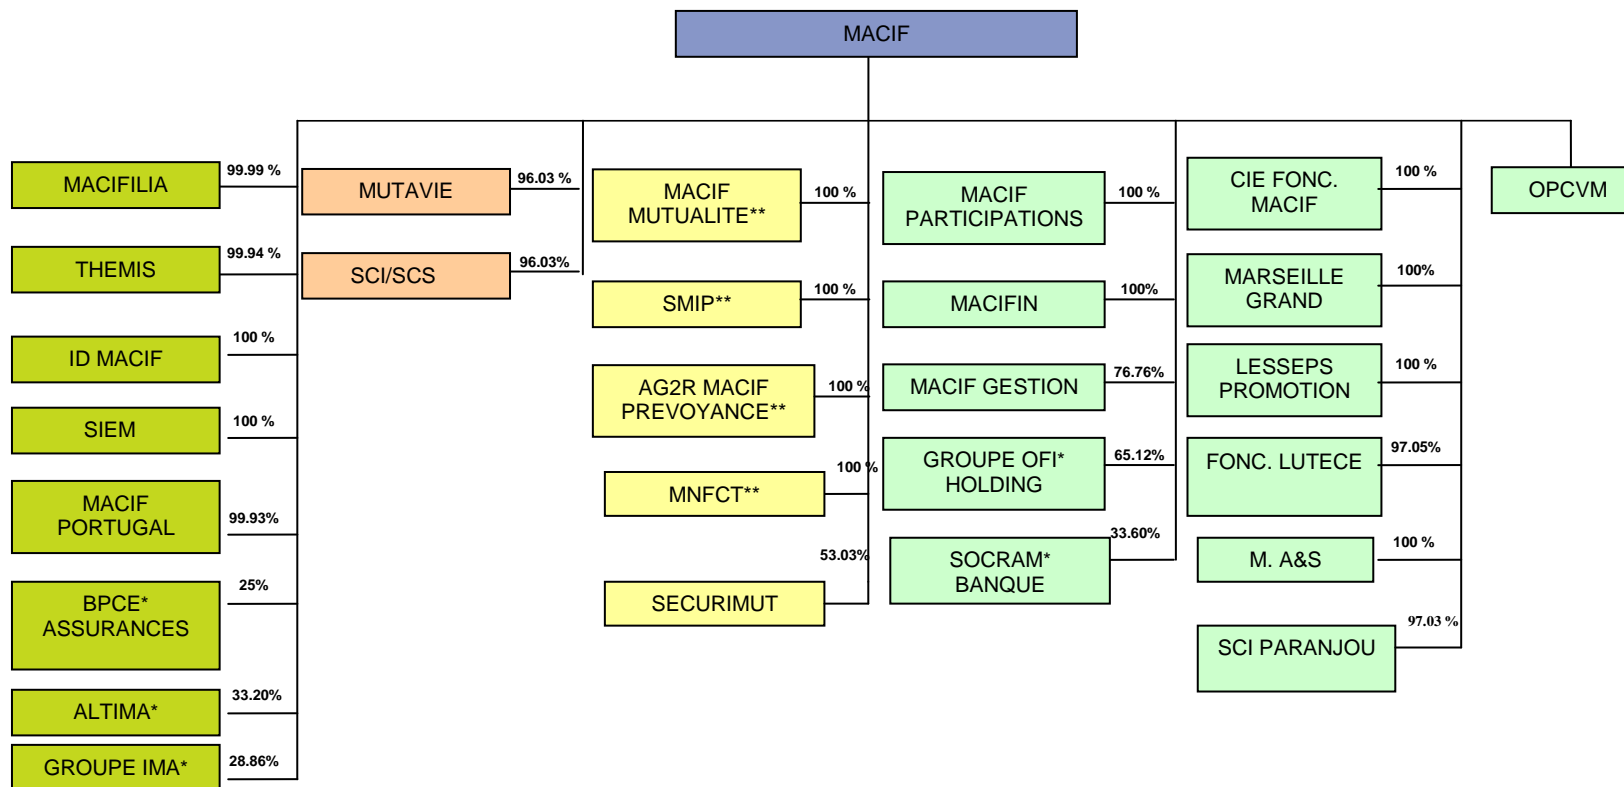 MACIF
MACIFILIA
99.99 %
THEMIS
99.94 %
ID MACIF
100 %
SIEM
100 %
MACIF
PORTUGAL
99.93%
BPCE*
ASSURANCES
25%
ALTIMA*
33.20%
GROUPE IMA*
28.86%
MUTAVIE
96.03 %
SCI/SCS
96.03%
MACIF
MUTUALITE**
100 %
SMIP**
100 %
AG2R MACIF
PREVOYANCE**
100 %
MNFCT**
100 %
SECURIMUT
53.03%
MACIF
PARTICIPATIONS
100 %
MACIFIN
100%
MACIF GESTION
76.76%
GROUPE OFI*
HOLDING
65.12%
SOCRAM*
BANQUE
33.60%
CIE FONC.
MACIF
100 %
MARSEILLE
GRAND
100%
LESSEPS
PROMOTION
100 %
FONC. LUTECE
97.05%
M. A&S
100 %
SCI PARANJOU
97.03 %
OPCVM